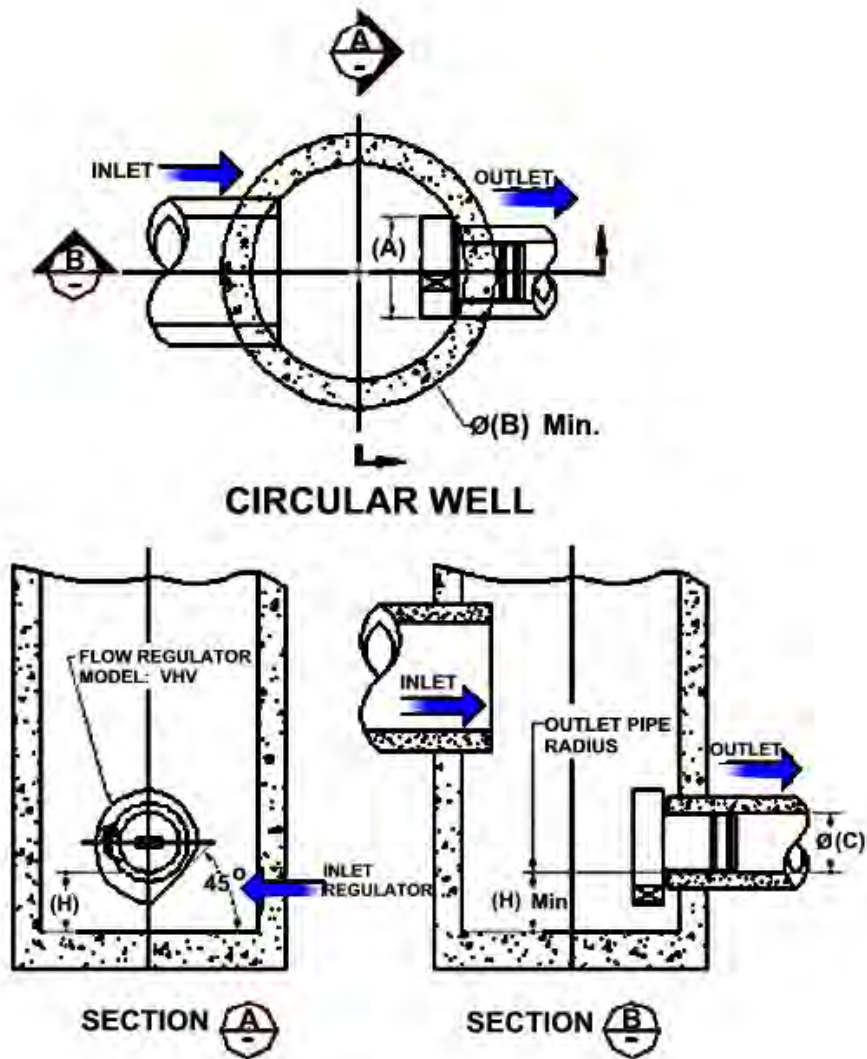 A
-
INLET
OUTLET
(A)
B
-
Ø(B) Min.
CIRCULAR WELL
FLOW REGULATOR
MODEL: VHV
INLET
OUTLET PIPE
RADIUS
OUTLET
Ø(C)
45°
INLET
REGULATOR
(H)
(H) Min
SECTION A
-
SECTION B
-